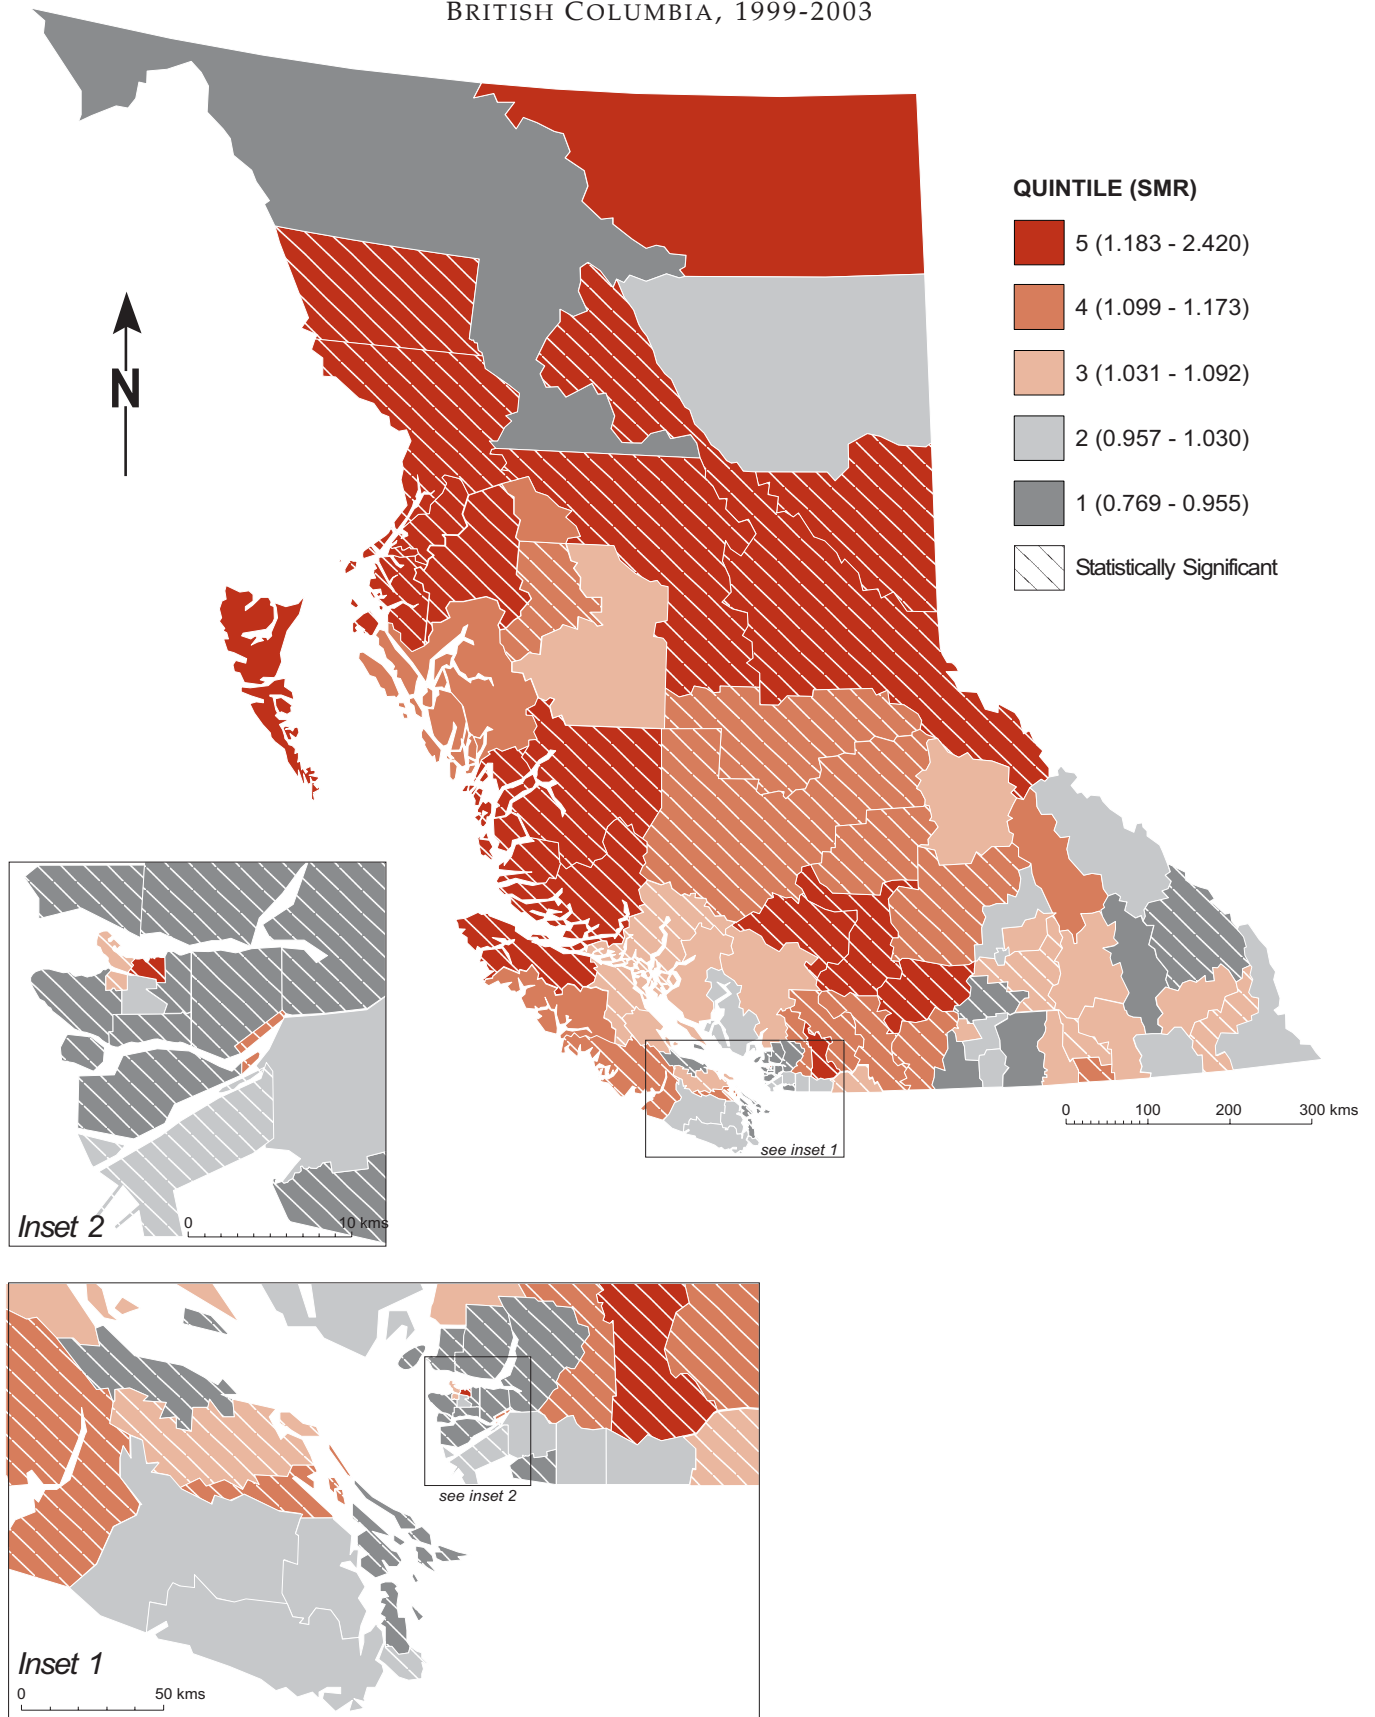 BRITISH COLUMBIA, 1999-2003
QUINTILE (SMR)
5 (1.183 - 2.420)
4 (1.099 - 1.173)
3 (1.031 - 1.092)
2 (0.957 - 1.030)
1 (0.769 - 0.955)
Statistically Significant
N
0 100 200 300 kms
see inset 1
Inset 2
0 10 kms
see inset 2
Inset 1
0 50 kms